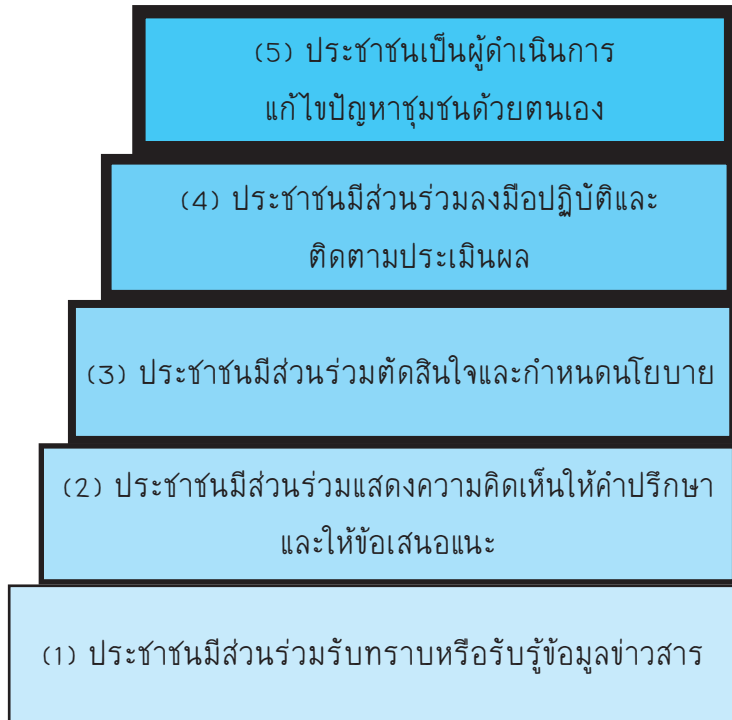 (5) ประชาชนเป็นผู้ดำเนินการ
แก้ไขปัญหาชุมชนด้วยตนเอง
(4) ประชาชนมีส่วนร่วมลงมือปฏิบัติและ
ติดตามประเมินผล
(3) ประชาชนมีส่วนร่วมตัดสินใจและกำหนดนโยบาย
(2) ประชาชนมีส่วนร่วมแสดงความคิดเห็นให้คำปรึกษา
และให้ข้อเสนอแนะ
(1) ประชาชนมีส่วนร่วมรับทราบหรือรับรู้ข้อมูลข่าวสาร